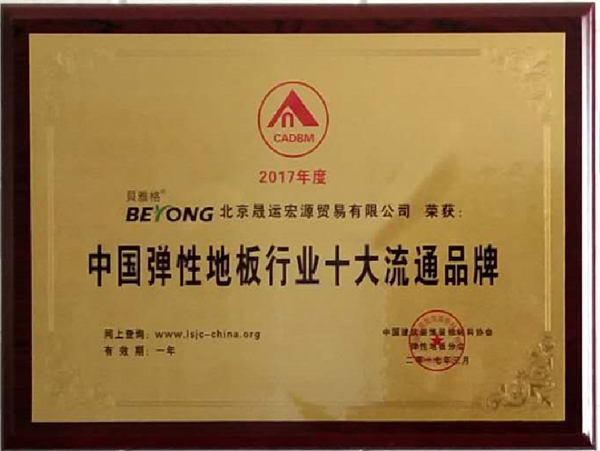 CADBM
2017年度
贝雅格®
BEYONG 北京晟运宏源贸易有限公司 荣获:
中国弹性地板行业十大流通品牌
网上查询: www.lsjc-china.org
有 效 期: 一年
中国建筑装饰装修材料协会
弹性地板分会
二〇一七年三月